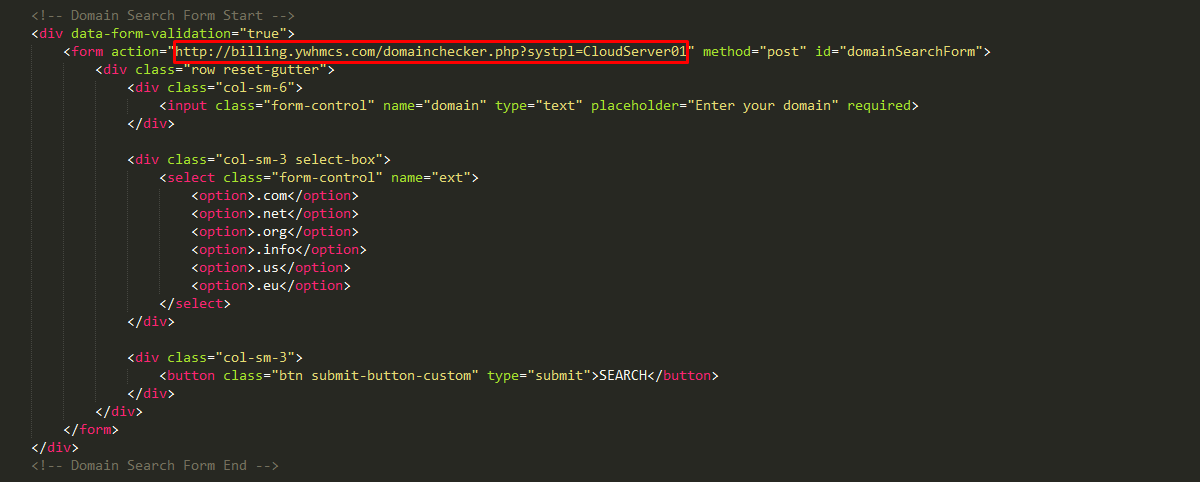 <!-- Domain Search Form Start -->
<div data-form-validation="true">
<form action="http://billing.ywhmcs.com/domainchecker.php?systpl=CloudServer01" method="post" id="domainSearchForm">
<div class="row reset-gutter">
<div class="col-sm-6">
<input class="form-control" name="domain" type="text" placeholder="Enter your domain" required>
</div>
<div class="col-sm-3 select-box">
<select class="form-control" name="ext">
<option>.com</option>
<option>.net</option>
<option>.org</option>
<option>.info</option>
<option>.us</option>
<option>.eu</option>
</select>
</div>
<div class="col-sm-3">
<button class="btn submit-button-custom" type="submit">SEARCH</button>
</div>
</div>
</form>
</div>
<!-- Domain Search Form End -->